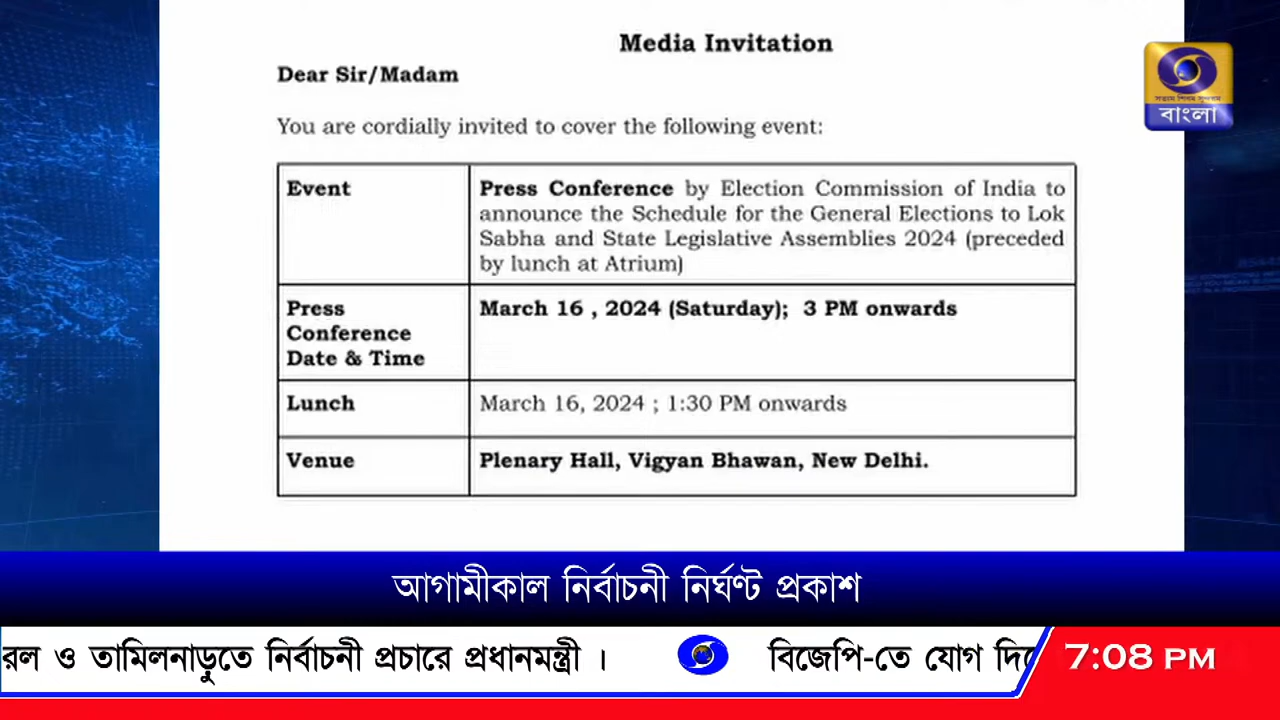 Media Invitation
Dear Sir/Madam
You are cordially invited to cover the following event:
Event
Press Conference by Election Commission of India to
announce the Schedule for the General Elections to Lok
Sabha and State Legislative Assemblies 2024 (preceded
by lunch at Atrium)
Press
Conference
Date & Time
March 16 , 2024 (Saturday); 3 PM onwards
Lunch
March 16, 2024 ; 1:30 PM onwards
Venue
Plenary Hall, Vigyan Bhawan, New Delhi.
সত্যম শিবম সুন্দরম
বাংলা
আগামীকাল নির্বাচনী নির্ঘণ্ট প্রকাশ
রল ও তামিলনাড়ুতে নির্বাচনী প্রচারে প্রধানমন্ত্রী । বিজেপি-তে যোগ
7:08 PM